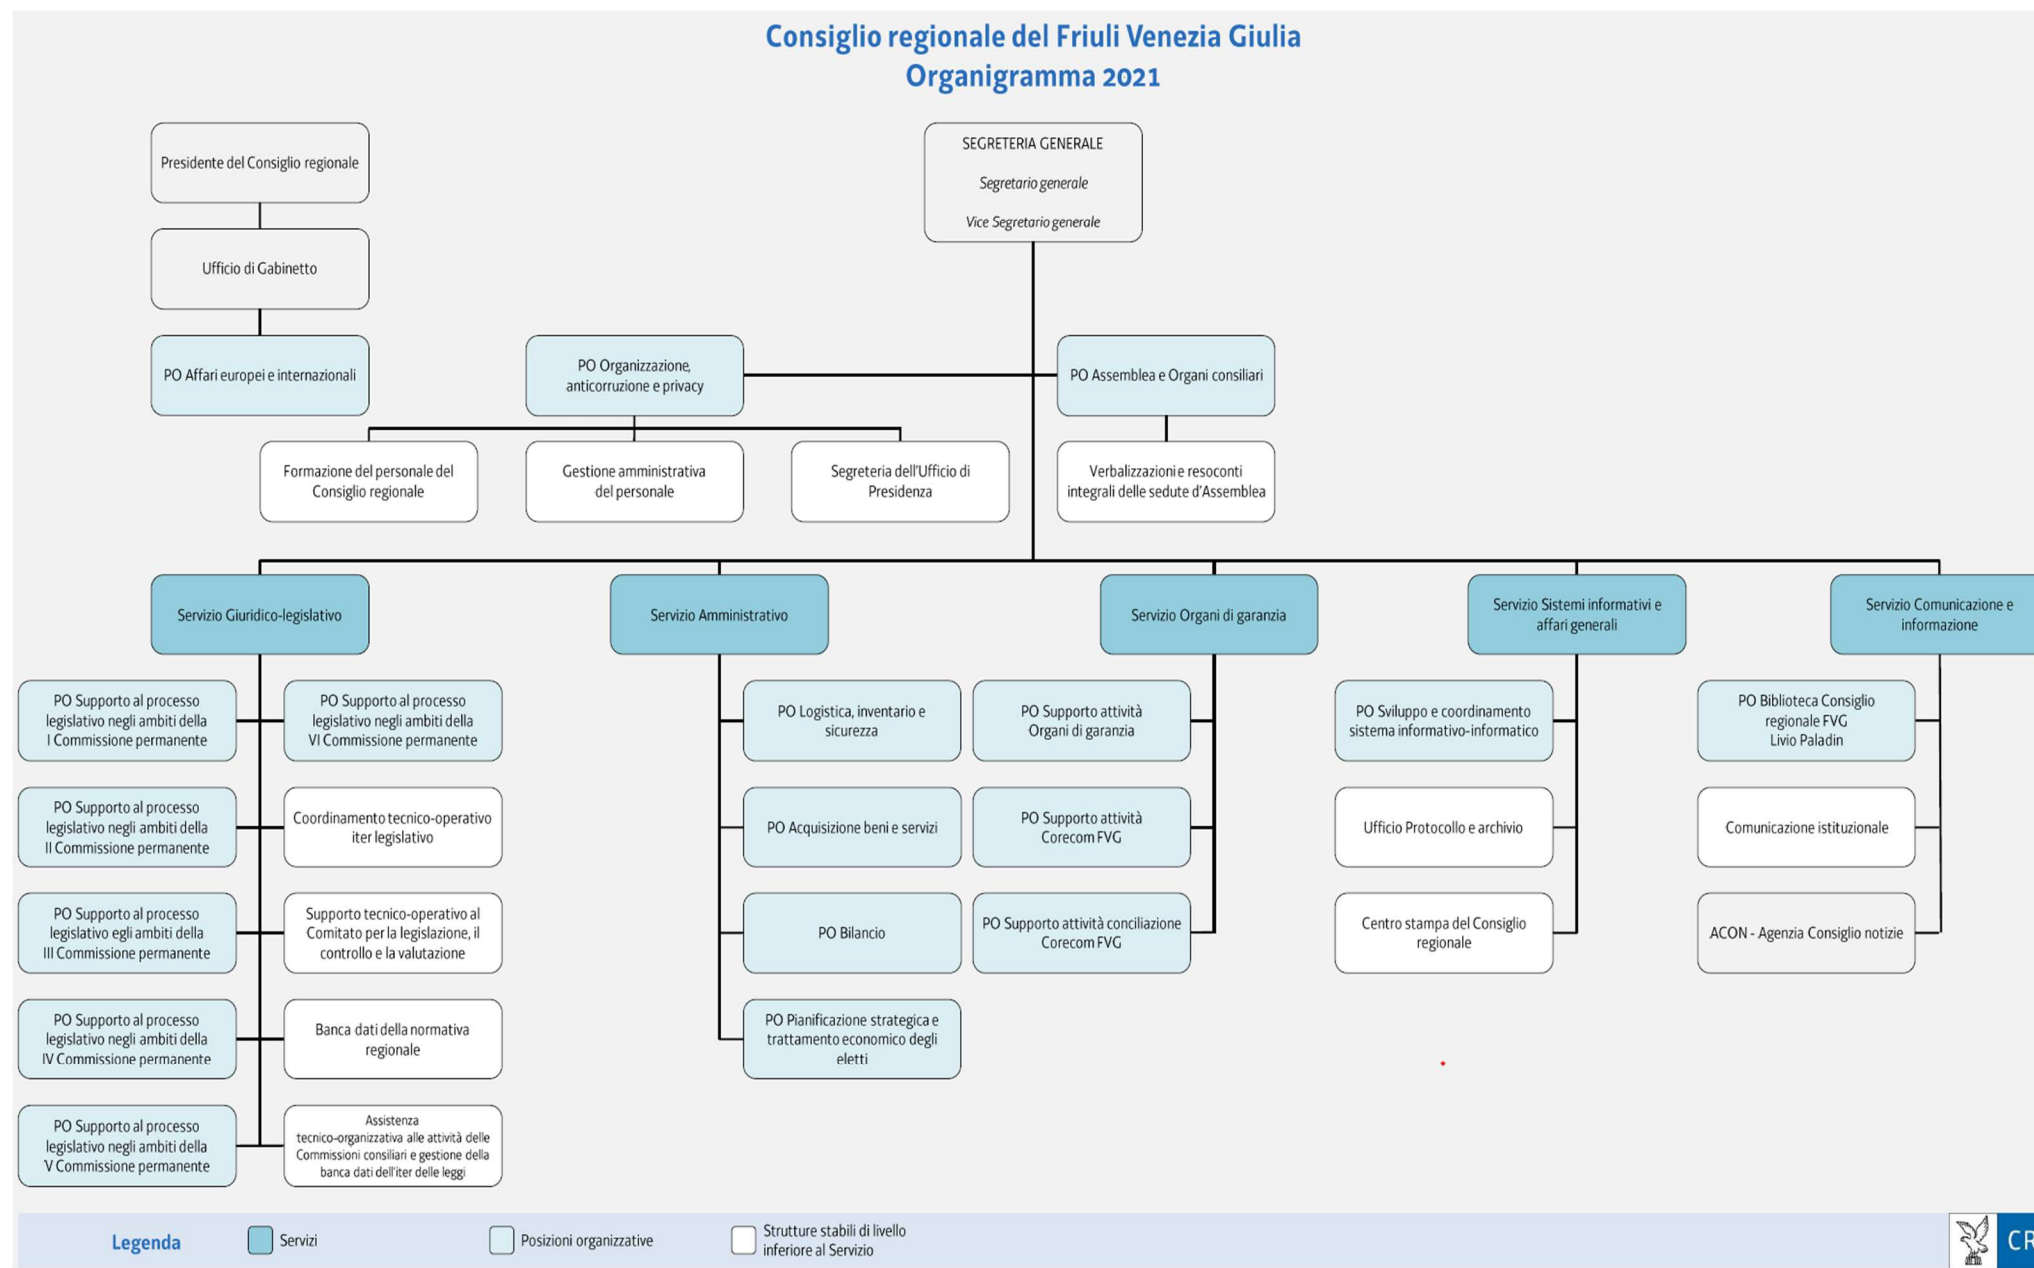 Consiglio regionale del Friuli Venezia Giulia
Organigramma 2021
Presidente del Consiglio regionale
SEGRETERIA GENERALE
Segretario generale
Vice Segretario generale
Ufficio di Gabinetto
PO Affari europei e internazionali
PO Organizzazione,
anticorruzione e privacy
PO Assemblea e Organi consiliari
Formazione del personale del
Consiglio regionale
Gestione amministrativa
del personale
Segreteria dell'Ufficio di
Presidenza
Verbalizzazioni e resoconti
integrali delle sedute d'Assemblea
Servizio Giuridico-legislativo
Servizio Amministrativo
Servizio Organi di garanzia
Servizio Sistemi informativi e
affari generali
Servizio Comunicazione e
informazione
PO Supporto al processo
legislativo negli ambiti della
I Commissione permanente
PO Supporto al processo
legislativo negli ambiti della
VI Commissione permanente
PO Logistica, inventario e
sicurezza
PO Supporto attività
Organi di garanzia
PO Sviluppo e coordinamento
sistema informativo-informatico
PO Biblioteca Consiglio
regionale FVG
Livio Paladin
PO Supporto al processo
legislativo negli ambiti della
II Commissione permanente
Coordinamento tecnico-operativo
iter legislativo
PO Acquisizione beni e servizi
PO Supporto attività
Corecom FVG
Ufficio Protocollo e archivio
Comunicazione istituzionale
PO Supporto al processo
legislativo egli ambiti della
III Commissione permanente
Supporto tecnico-operativo al
Comitato per la legislazione, il
controllo e la valutazione
PO Bilancio
PO Supporto attività conciliazione
Corecom FVG
Centro stampa del Consiglio
regionale
ACON - Agenzia Consiglio notizie
PO Supporto al processo
legislativo negli ambiti della
IV Commissione permanente
Banca dati della normativa
regionale
PO Pianificazione strategica e
trattamento economico degli
eletti
PO Supporto al processo
legislativo negli ambiti della
V Commissione permanente
Assistenza
tecnico-organizzativa alle attività delle
Commissioni consiliari e gestione della
banca dati dell'iter delle leggi
Legenda
Servizi
Posizioni organizzative
Strutture stabili di livello
inferiore al Servizio
CR